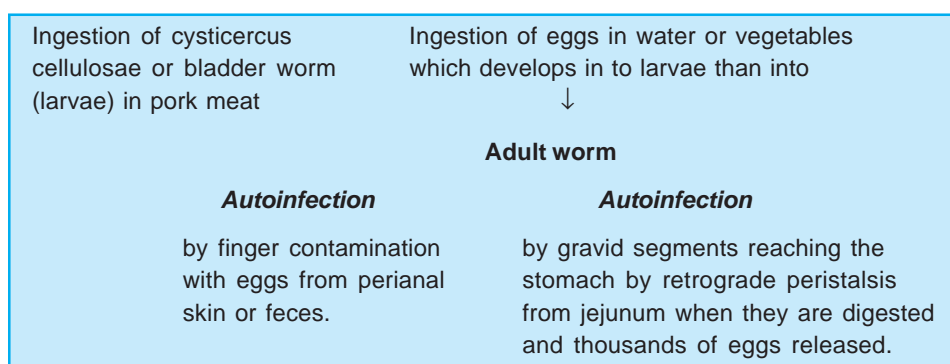 Ingestion of cysticercus
cellulosae or bladder worm
(larvae) in pork meat
Ingestion of eggs in water or vegetables
which develops in to larvae than into
↓
Adult worm
Autoinfection
by finger contamination
with eggs from perianal
skin or feces.
Autoinfection
by gravid segments reaching the
stomach by retrograde peristalsis
from jejunum when they are digested
and thousands of eggs released.